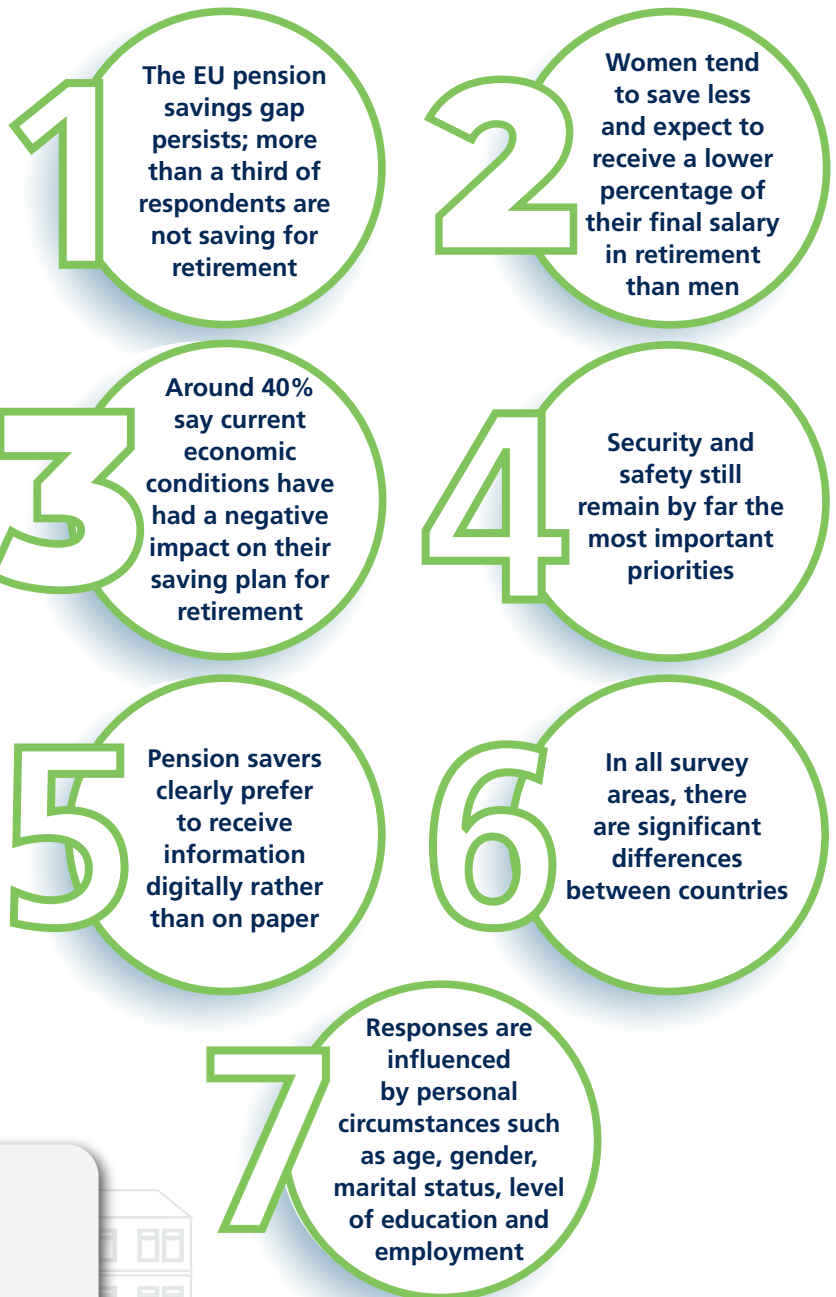 1
The EU pension
savings gap
persists; more
than a third of
respondents are
not saving for
retirement
2
Women tend
to save less
and expect to
receive a lower
percentage of
their final salary
in retirement
than men
3
Around 40%
say current
economic
conditions have
had a negative
impact on their
saving plan for
retirement
4
Security and
safety still
remain by far the
most important
priorities
5
Pension savers
clearly prefer
to receive
information
digitally rather
than on paper
6
In all survey
areas, there
are significant
differences
between countries
7
Responses are
influenced
by personal
circumstances such
as age, gender,
marital status, level
of education and
employment